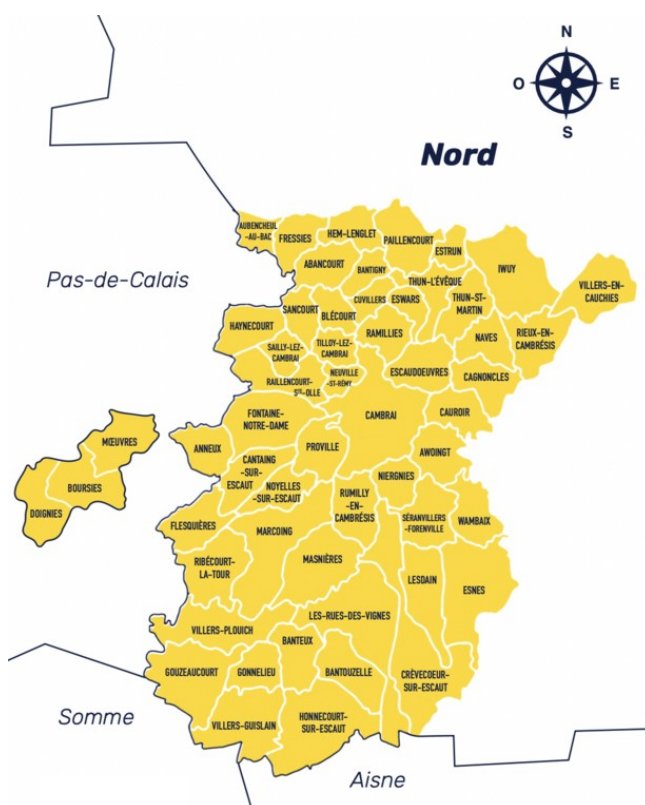 N
O
E
S
Nord
Pas-de-Calais
AUBENCHEUL
-AU-BAC
FRESSIES
HEM-LENGLET
PAILLENCOURT
ESTRUN
IWUY
VILLERS-EN-
CAUCHIES
ABANCOURT
BANTIGNY
THUN-L'ÉVÊQUE
CUVILLERS
ESWARS
THUN-ST-
MARTIN
HAYNECOURT
SANCOURT
BLÉCOURT
RAMILLIES
NAVES
RIEUX-EN-
CAMBRÉSIS
SAILLY-LEZ-
CAMBRAI
TILLOY-LEZ-
CAMBRAI
NEUVILLE
-ST-RÉMY
ESCAUDOEUVRES
CAGNONCLES
RAILLENCOURT-
STE-OLLE
FONTAINE-
NOTRE-DAME
CAMBRAI
CAUROIR
MŒUVRES
ANNEUX
PROVILLE
AWOINGT
CANTAING
-SUR-
ESCAUT
BOURSIES
DOIGNIES
NOYELLES
-SUR-ESCAUT
NIERGNIES
RUMILLY
-EN-
CAMBRÉSIS
FLESQUIÈRES
MARCOING
SÉRANVILLERS
-FORENVILLE
WAMBAIX
RIBÉCOURT-
LA-TOUR
MASNIÈRES
LESDAIN
ESNES
LES-RUES-DES-VIGNES
VILLERS-PLOUICH
BANTEUX
GOUZEAUCOURT
GONNELIEU
BANTOUZELLE
CRÈVECOEUR
-SUR-ESCAUT
VILLERS-GUISLAIN
HONNECOURT
-SUR-ESCAUT
Somme
Aisne